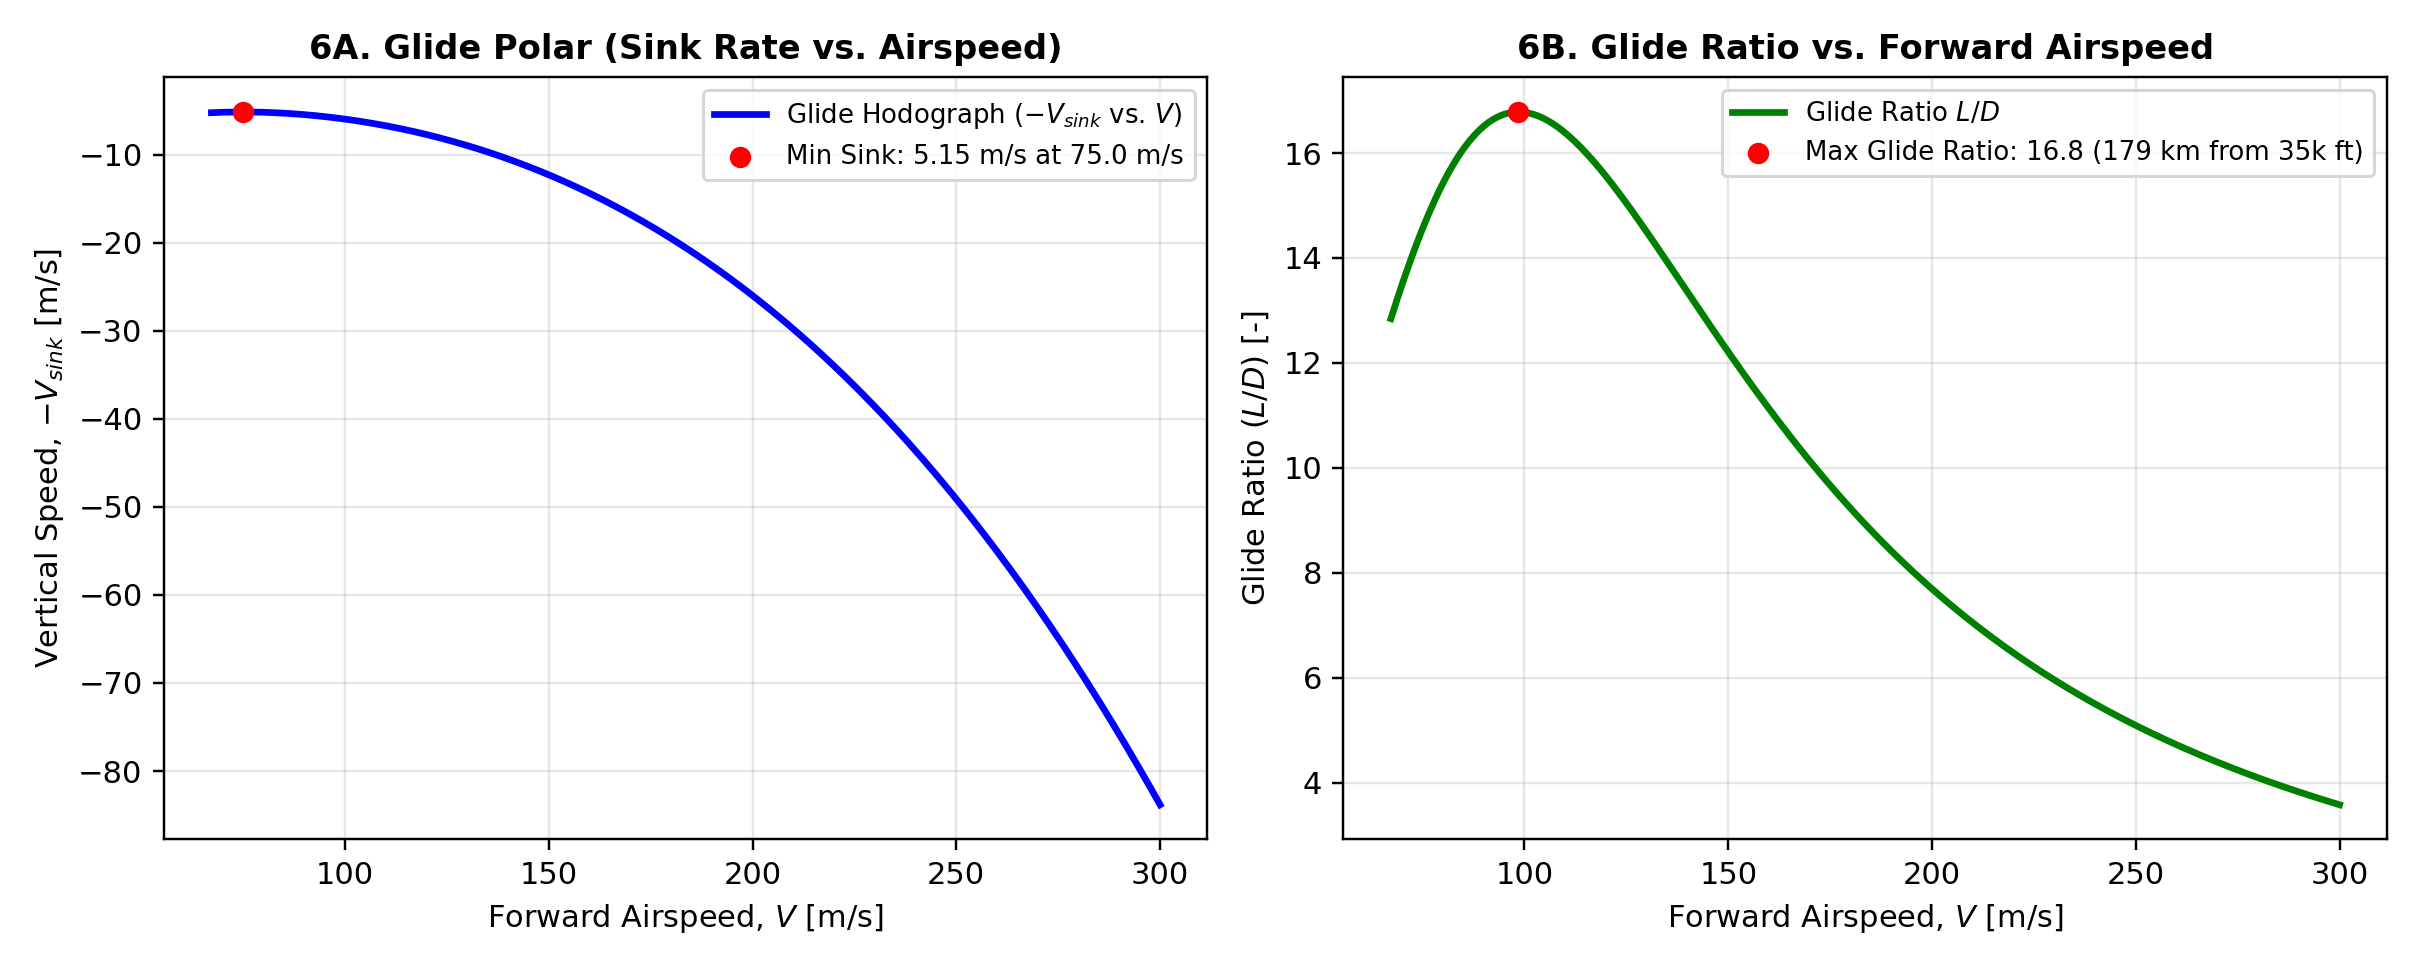 6A. Glide Polar (Sink Rate vs. Airspeed)
Glide Hodograph (−V_sink vs. V)
Min Sink: 5.15 m/s at 75.0 m/s
Vertical Speed, −V_sink [m/s]
−10
−20
−30
−40
−50
−60
−70
−80
100 150 200 250 300
Forward Airspeed, V [m/s]
6B. Glide Ratio vs. Forward Airspeed
Glide Ratio L/D
Max Glide Ratio: 16.8 (179 km from 35k ft)
Glide Ratio (L/D) [-]
16
14
12
10
8
6
4
100 150 200 250 300
Forward Airspeed, V [m/s]